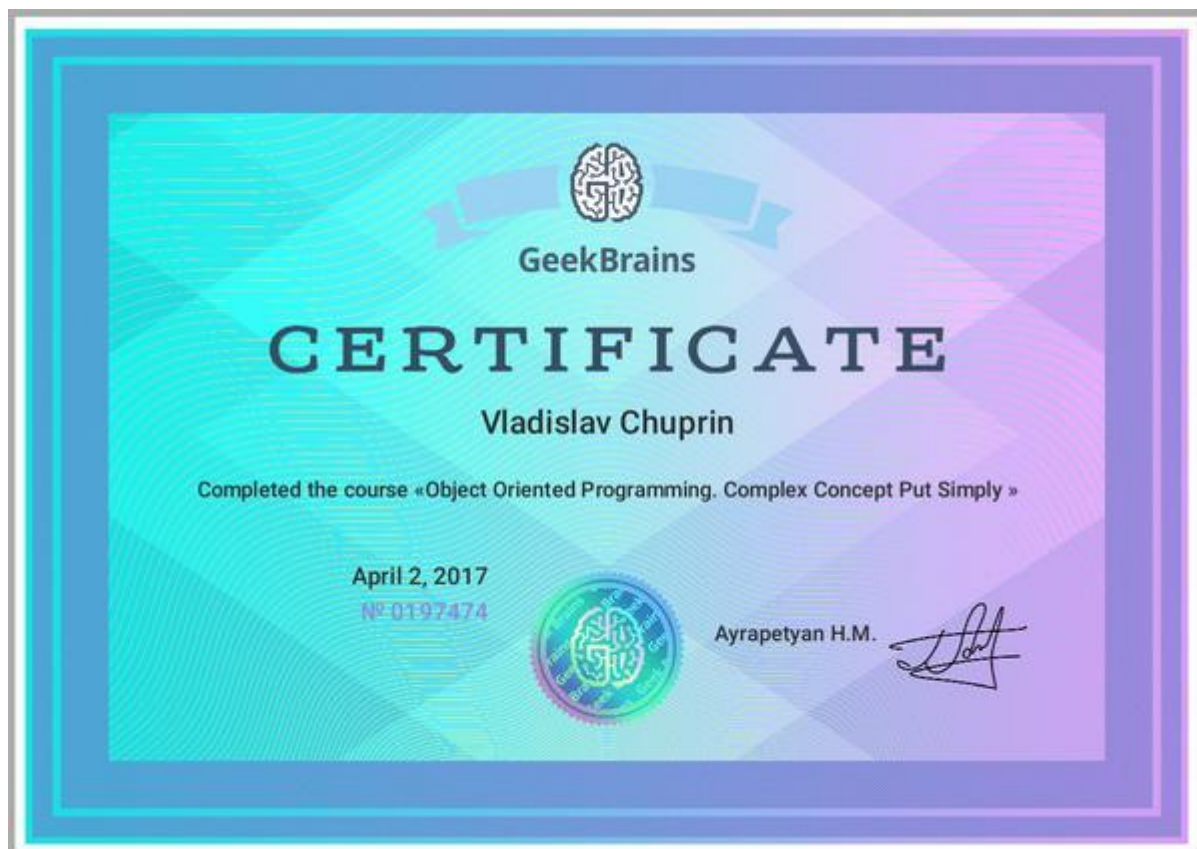 GeekBrains
CERTIFICATE
Vladislav Chuprin
Completed the course «Object Oriented Programming. Complex Concept Put Simply »
April 2, 2017
№ 0197474
Ayrapetyan H.M.